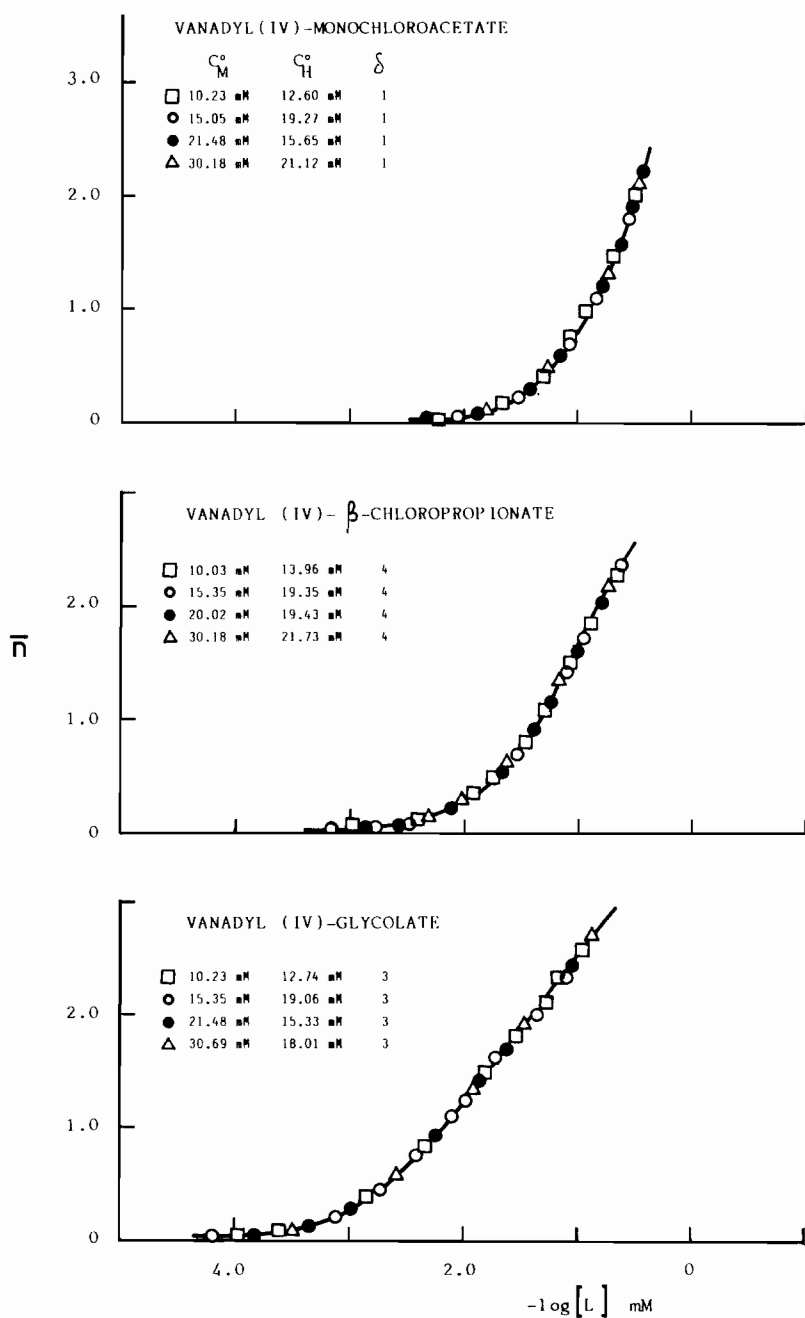 VANADYL (IV)-MONOCHLOROACETATE
C°M C°H δ
10.23 mM 12.60 mM 1
15.05 mM 19.27 mM 1
21.48 mM 15.65 mM 1
30.18 mM 21.12 mM 1
3.0
2.0
1.0
0
VANADYL (IV)-β-CHLOROPROPIONATE
10.03 mM 13.96 mM 4
15.35 mM 19.35 mM 4
20.02 mM 19.43 mM 4
30.18 mM 21.73 mM 4
2.0
n̄
1.0
0
VANADYL (IV)-GLYCOLATE
10.23 mM 12.74 mM 3
15.35 mM 19.06 mM 3
21.48 mM 15.33 mM 3
30.69 mM 18.01 mM 3
2.0
1.0
0
4.0 2.0 0
-log[L] mM